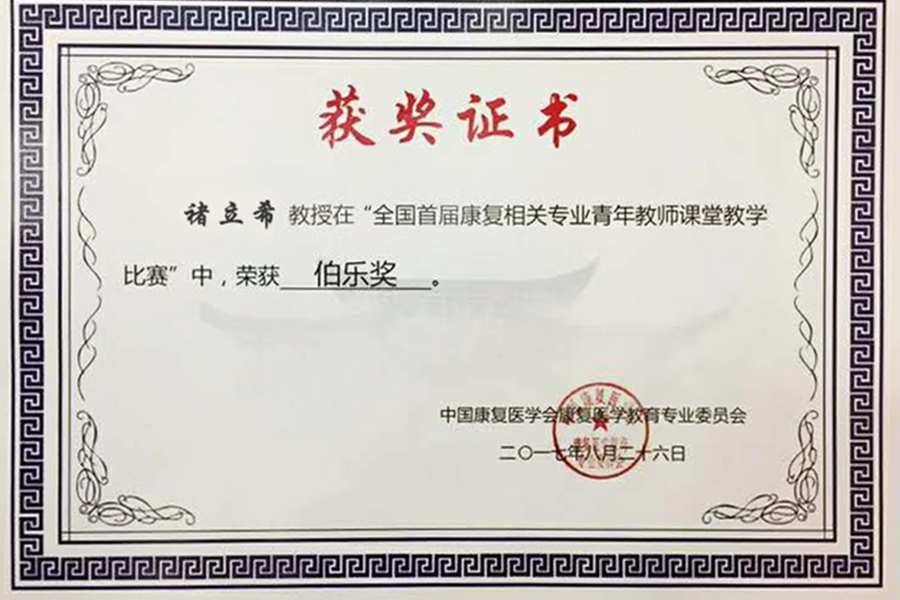 获奖证书
褚立希 教授在“全国首届康复相关专业青年教师课堂教学
比赛”中,荣获 伯乐奖 。
中国康复医学会康复医学教育专业委员会
二〇一七年八月二十六日